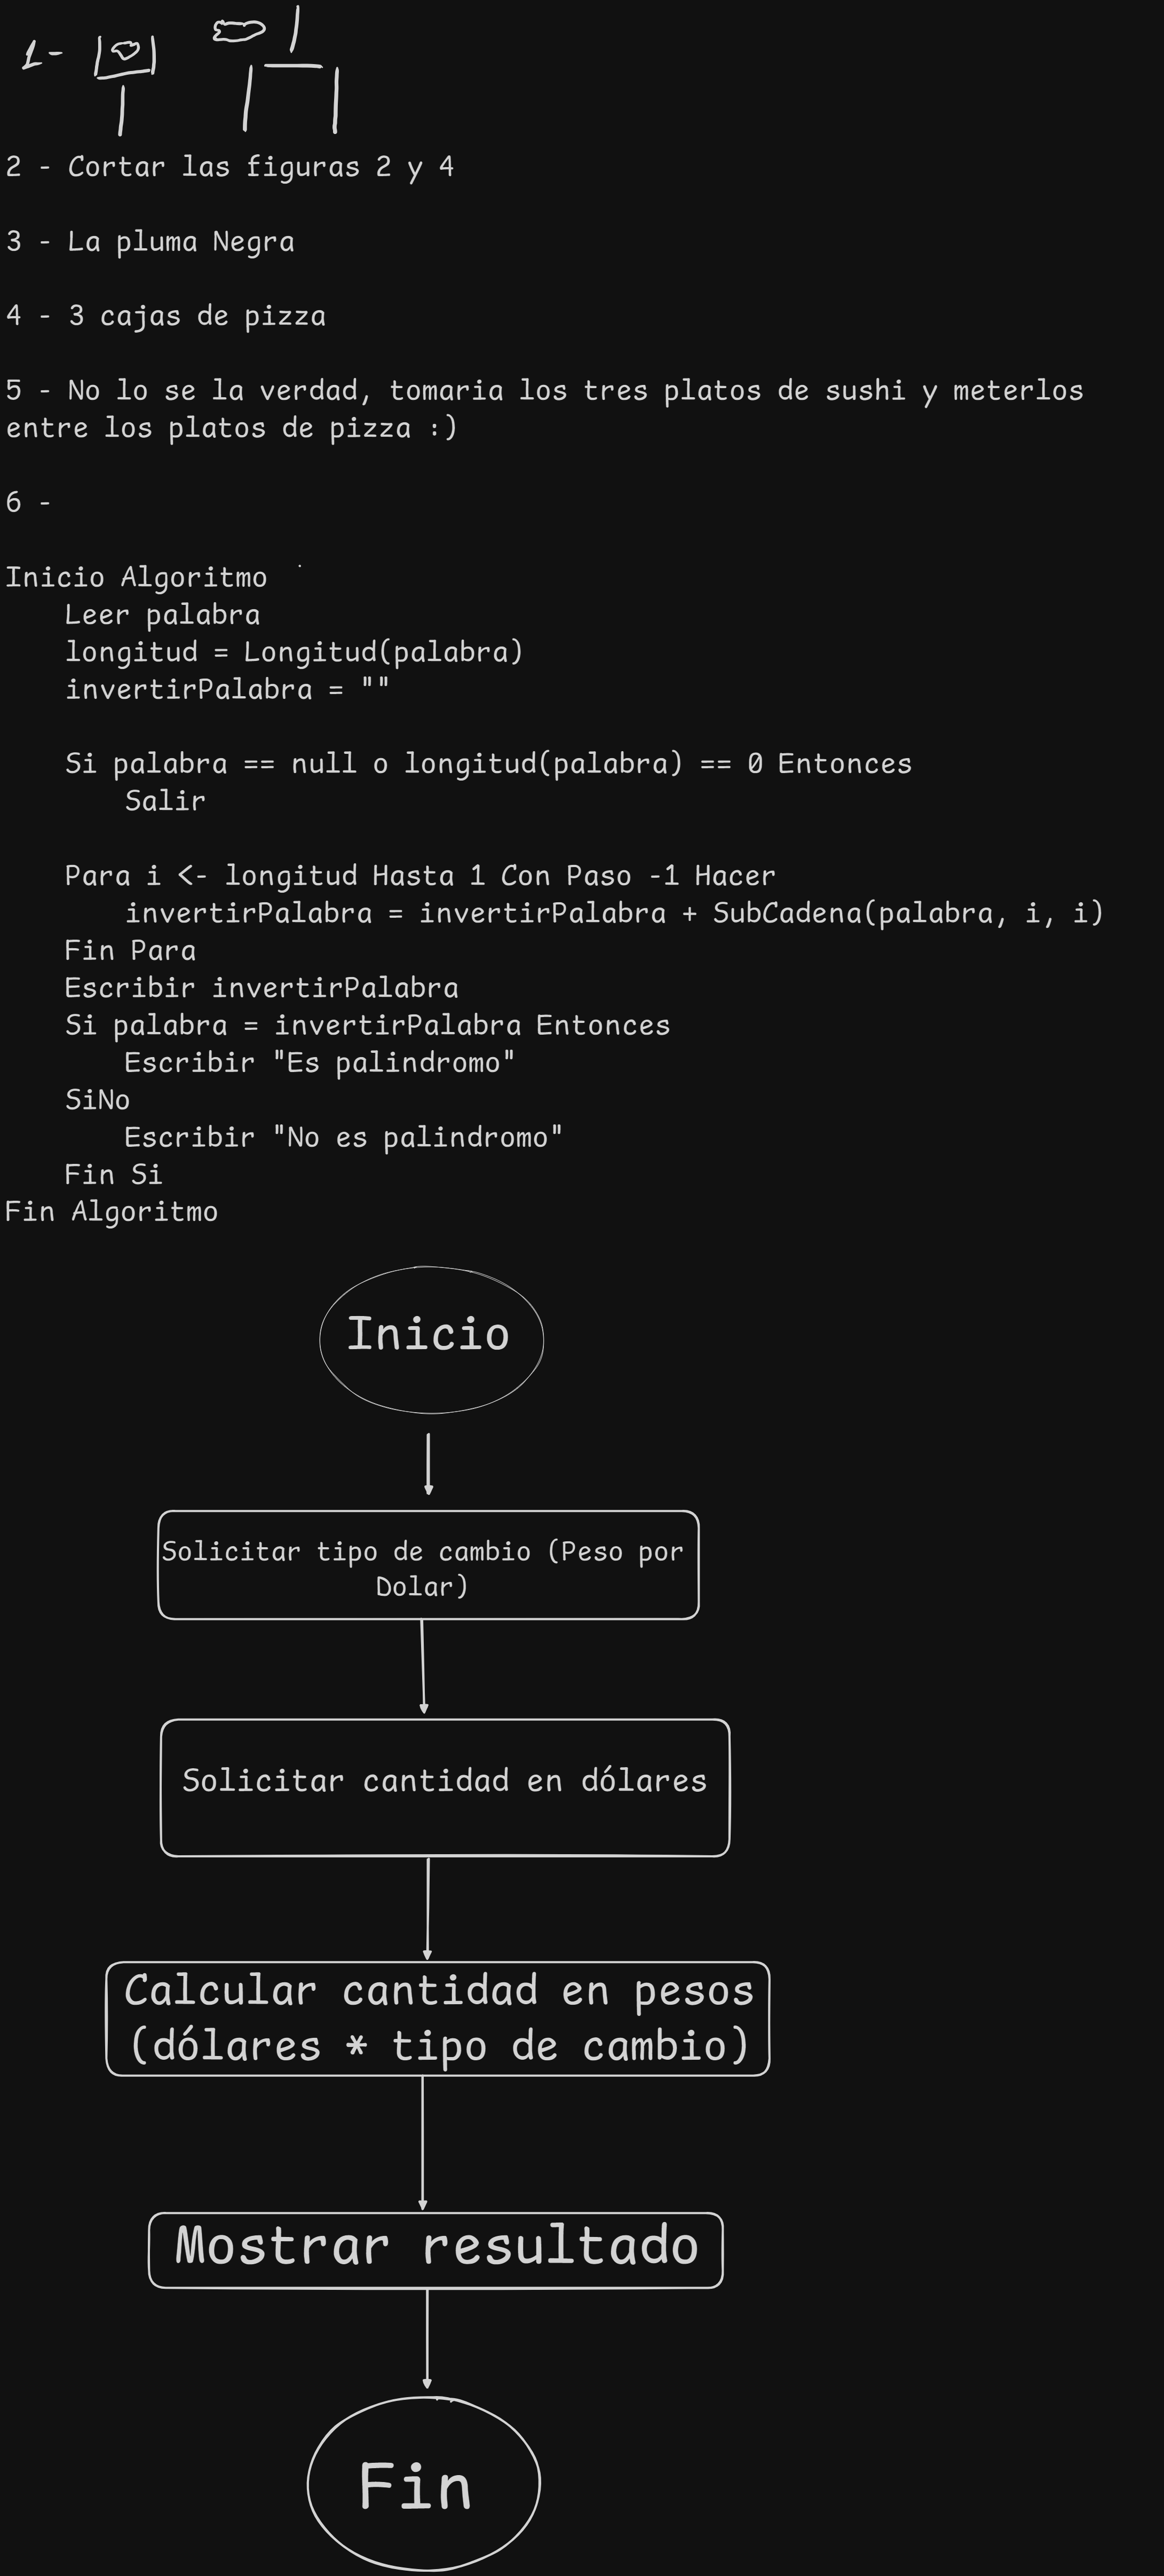 1-
2 - Cortar las figuras 2 y 4
3 - La pluma Negra
4 - 3 cajas de pizza
5 - No lo se la verdad, tomaria los tres platos de sushi y meterlos
entre los platos de pizza :)
6 -
Inicio Algoritmo
Leer palabra
longitud = Longitud(palabra)
invertirPalabra = ""
Si palabra == null o longitud(palabra) == 0 Entonces
Salir
Para i <- longitud Hasta 1 Con Paso -1 Hacer
invertirPalabra = invertirPalabra + SubCadena(palabra, i, i)
Fin Para
Escribir invertirPalabra
Si palabra = invertirPalabra Entonces
Escribir "Es palindromo"
SiNo
Escribir "No es palindromo"
Fin Si
Fin Algoritmo
Inicio
Solicitar tipo de cambio (Peso por
Dolar)
Solicitar cantidad en dólares
Calcular cantidad en pesos
(dólares * tipo de cambio)
Mostrar resultado
Fin